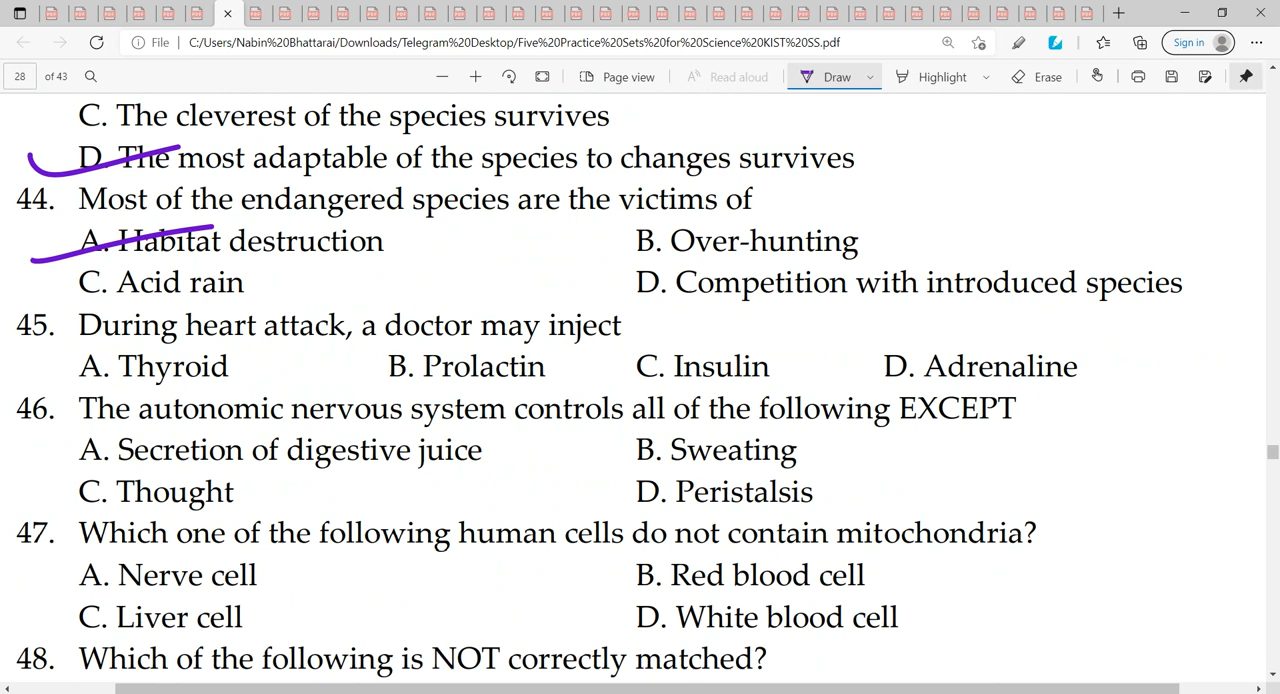 File
C:/Users/Nabin%20Bhattarai/Downloads/Telegram%20Desktop/Five%20Practice%20Sets%20for%20Science%20KIST%20SS.pdf
Sign in
28 of 43
Page view
Read aloud
Draw
Highlight
Erase
C. The cleverest of the species survives
D. The most adaptable of the species to changes survives
44. Most of the endangered species are the victims of
A. Habitat destruction B. Over-hunting
C. Acid rain D. Competition with introduced species
45. During heart attack, a doctor may inject
A. Thyroid B. Prolactin C. Insulin D. Adrenaline
46. The autonomic nervous system controls all of the following EXCEPT
A. Secretion of digestive juice B. Sweating
C. Thought D. Peristalsis
47. Which one of the following human cells do not contain mitochondria?
A. Nerve cell B. Red blood cell
C. Liver cell D. White blood cell
48. Which of the following is NOT correctly matched?